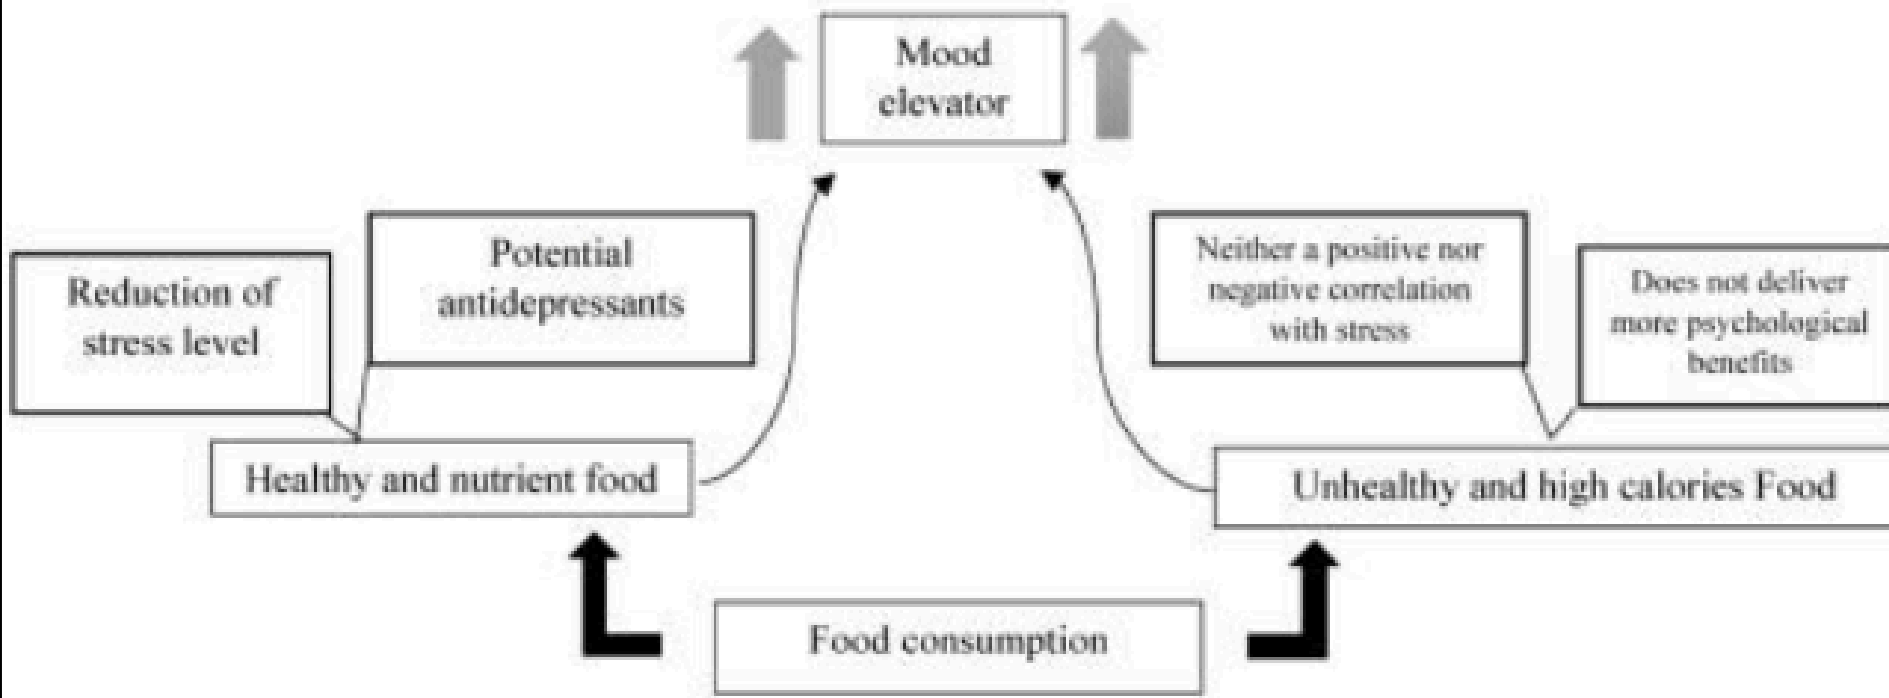 Mood
elevator
Potential
antidepressants
Reduction of
stress level
Neither a positive nor
negative correlation
with stress
Does not deliver
more psychological
benefits
Healthy and nutrient food
Unhealthy and high calories Food
Food consumption